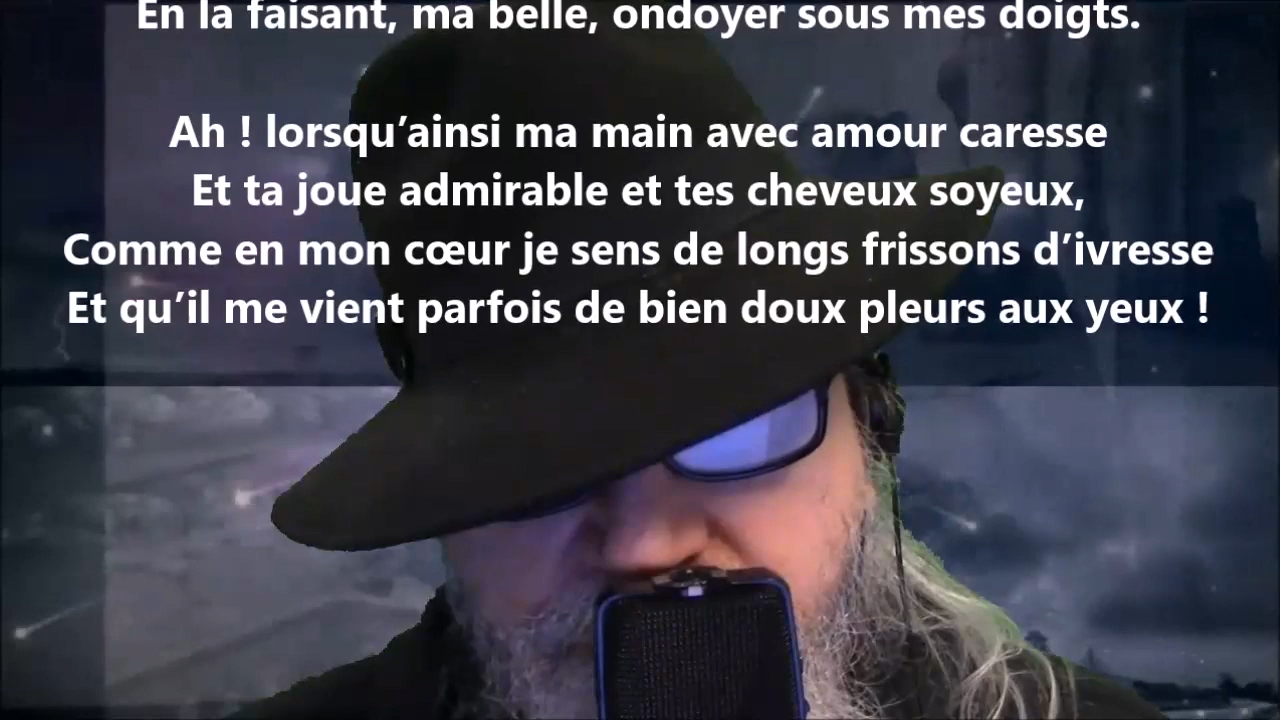 En la faisant, ma belle, ondoyer sous mes doigts.
Ah ! lorsqu’ainsi ma main avec amour caresse
Et ta joue admirable et tes cheveux soyeux,
Comme en mon cœur je sens de longs frissons d’ivresse
Et qu’il me vient parfois de bien doux pleurs aux yeux !